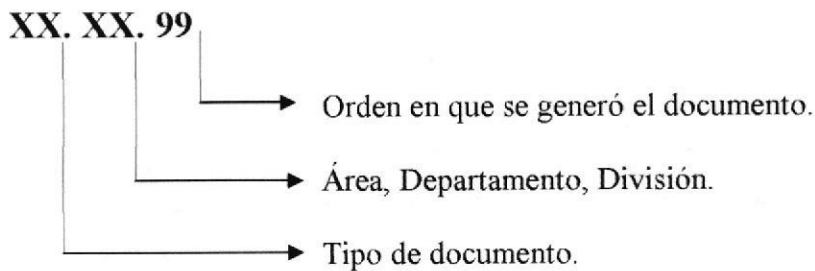 XX. XX. 99
Orden en que se generó el documento.
Área, Departamento, División.
Tipo de documento.